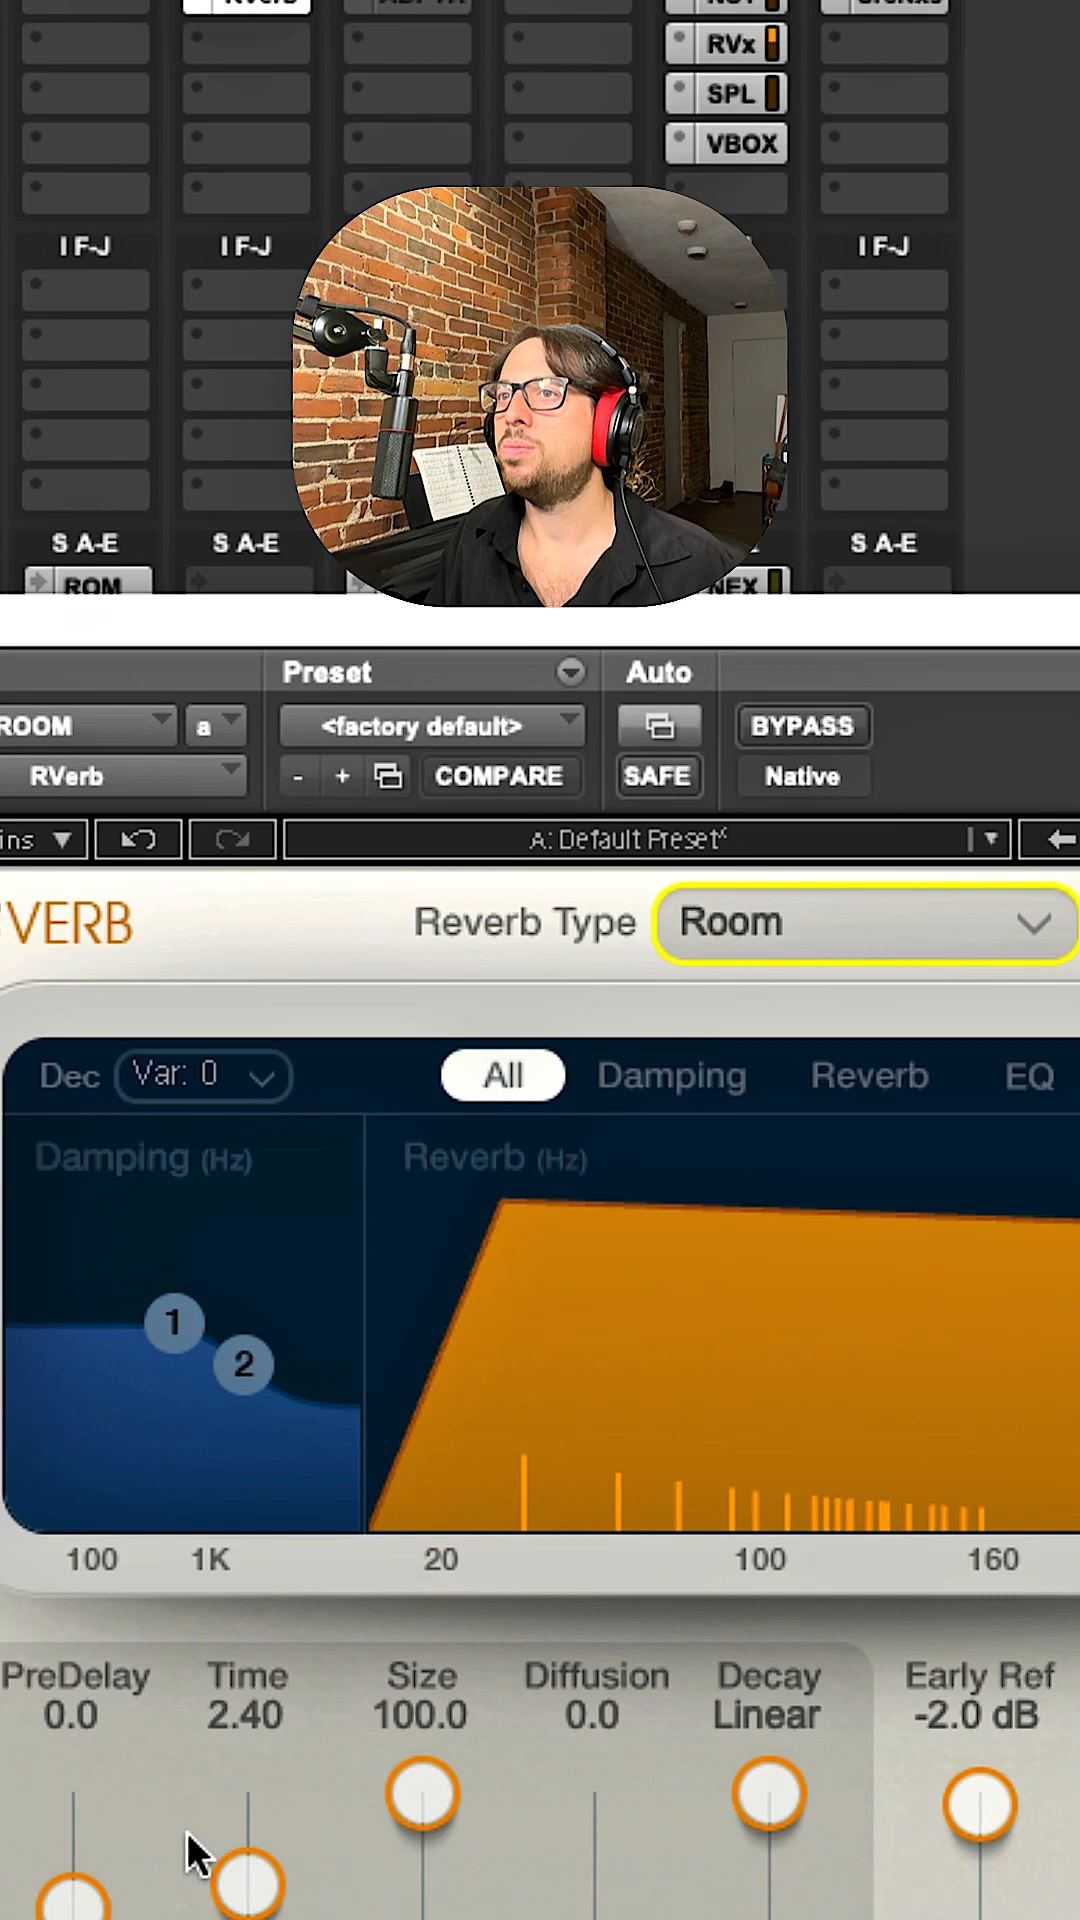 RVerb
RVx
SPL
VBOX
I F-J
I F-J
I F-J
S A-E
S A-E
S A-E
ROM
Preset
Auto
ROOM
a
<factory default>
BYPASS
RVerb
-
+
COMPARE
SAFE
Native
ins
A: Default Preset
VERB
Reverb Type
Room
Dec
Var: 0
All
Damping
Reverb
EQ
Damping (Hz)
Reverb (Hz)
1
2
100
1K
20
100
160
PreDelay
Time
Size
Diffusion
Decay
Early Ref
0.0
2.40
100.0
0.0
Linear
-2.0 dB